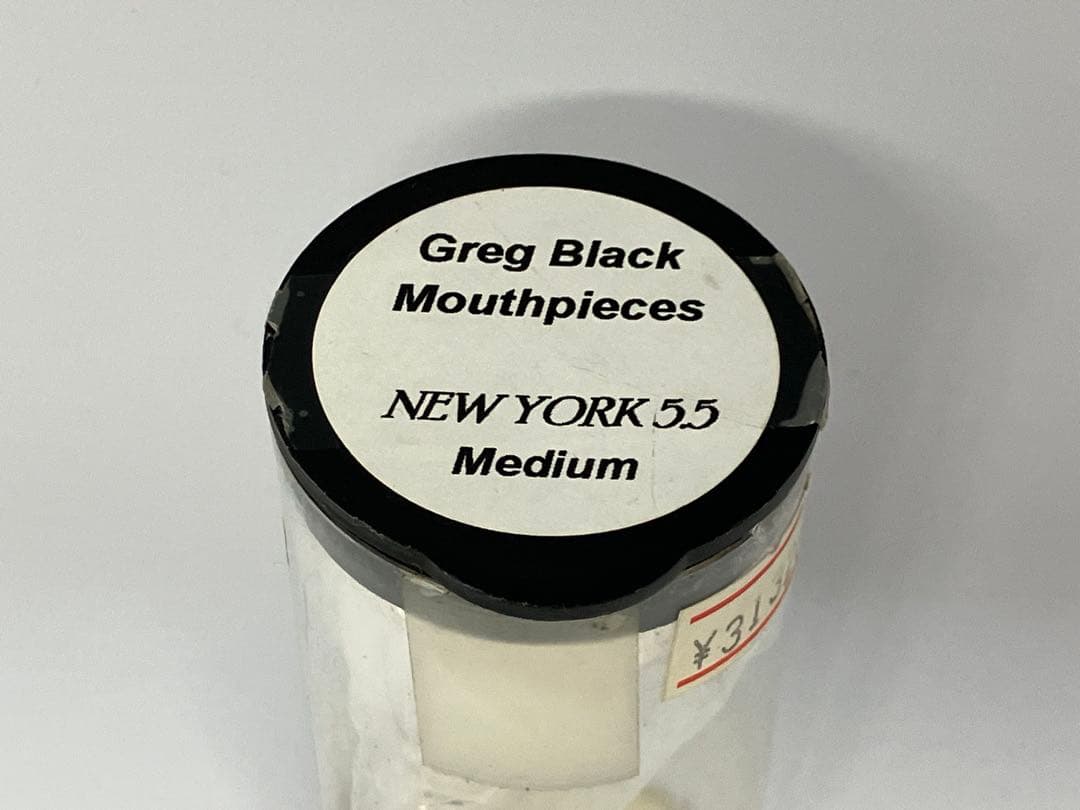 Greg Black
Mouthpieces
NEW YORK 5.5
Medium